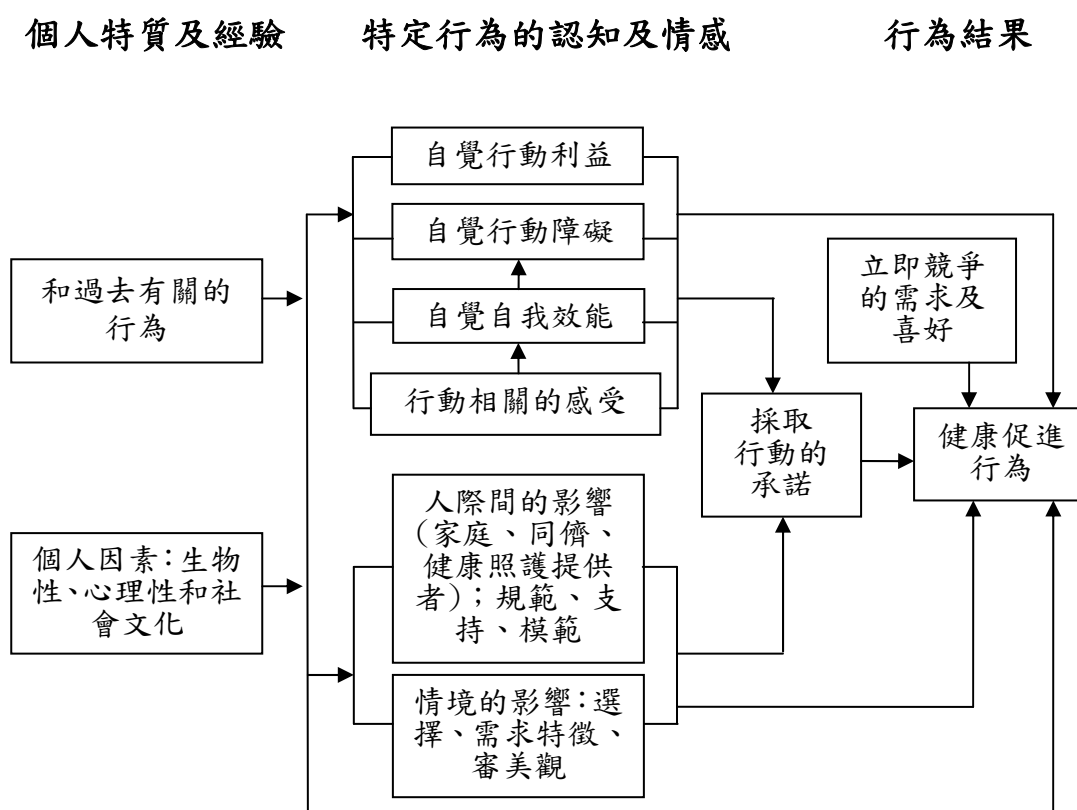 個人特質及經驗
特定行為的認知及情感
行為結果
自覺行動利益
自覺行動障礙
自覺自我效能
行動相關的感受
和過去有關的
行為
立即競爭
的需求及
喜好
採取
行動的
承諾
健康促進
行為
個人因素：生物
性、心理性和社
會文化
人際間的影響
（家庭、同儕、
健康照護提供
者）；規範、支
持、模範
情境的影響：選
擇、需求特徵、
審美觀